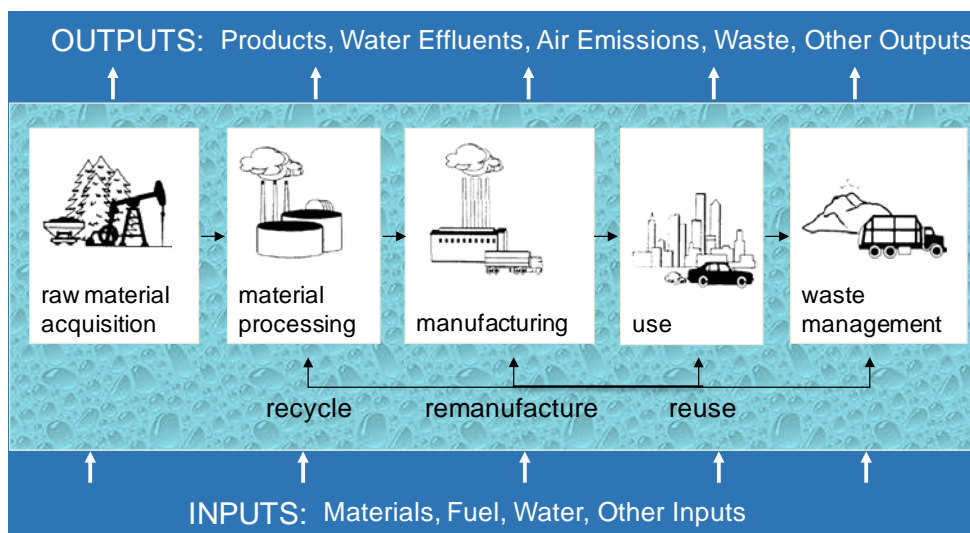 OUTPUTS: Products, Water Effluents, Air Emissions, Waste, Other Outputs
raw material
acquisition
material
processing
manufacturing
use
waste
management
recycle
remanufacture
reuse
INPUTS: Materials, Fuel, Water, Other Inputs